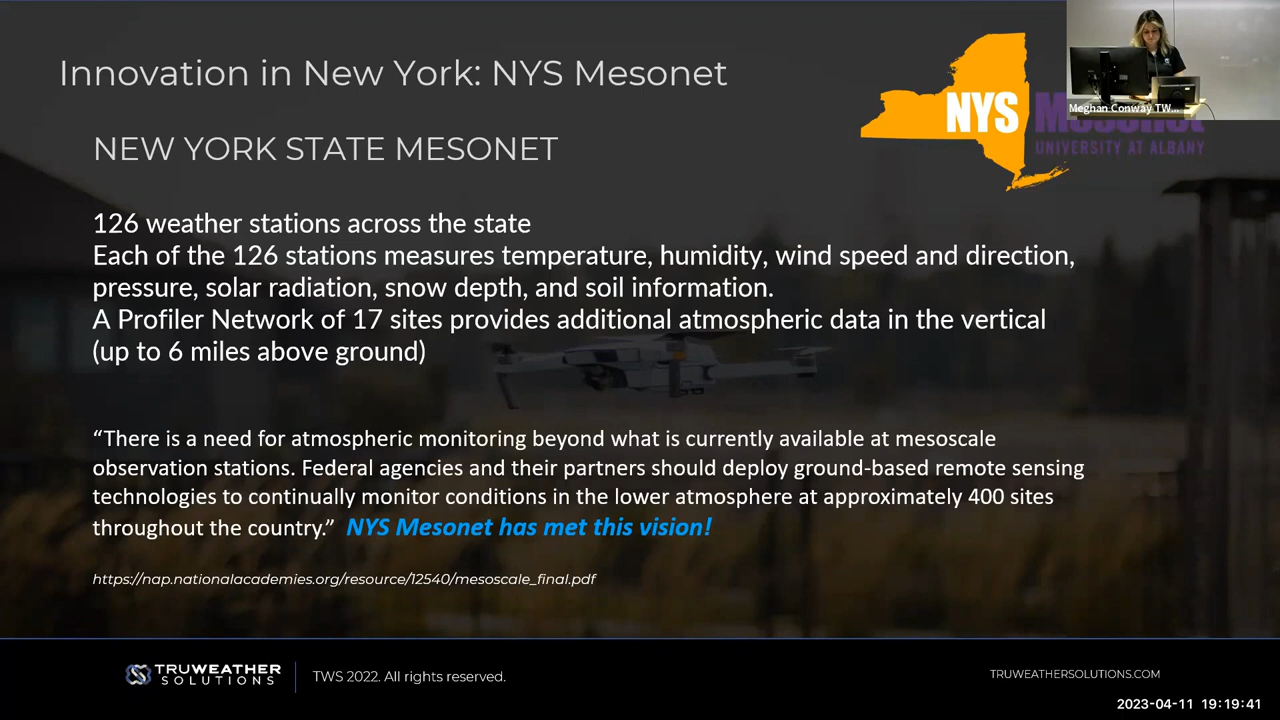 Innovation in New York: NYS Mesonet
NYS Mesonet
UNIVERSITY AT ALBANY
Meghan Conway TW...
NEW YORK STATE MESONET
126 weather stations across the state
Each of the 126 stations measures temperature, humidity, wind speed and direction,
pressure, solar radiation, snow depth, and soil information.
A Profiler Network of 17 sites provides additional atmospheric data in the vertical
(up to 6 miles above ground)
“There is a need for atmospheric monitoring beyond what is currently available at mesoscale
observation stations. Federal agencies and their partners should deploy ground-based remote sensing
technologies to continually monitor conditions in the lower atmosphere at approximately 400 sites
throughout the country.” NYS Mesonet has met this vision!
https://nap.nationalacademies.org/resource/12540/mesoscale_final.pdf
TRUWEATHER
SOLUTIONS
TWS 2022. All rights reserved.
TRUWEATHERSOLUTIONS.COM
2023-04-11 19:19:41